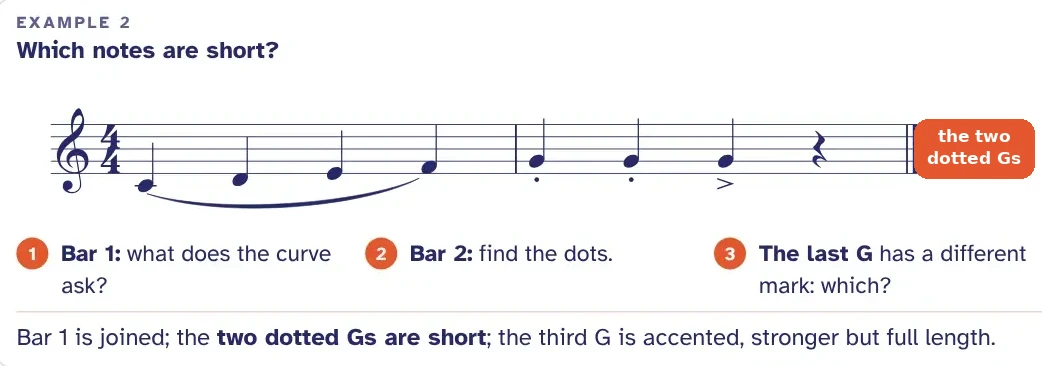 EXAMPLE 2
Which notes are short?
4
4
the two
dotted Gs
1 Bar 1: what does the curve
ask?
2 Bar 2: find the dots.
3 The last G has a different
mark: which?
Bar 1 is joined; the two dotted Gs are short; the third G is accented, stronger but full length.